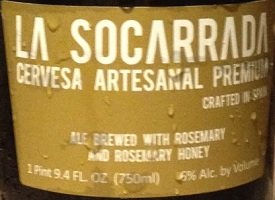 LA SOCARRADA
CERVESA ARTESANAL PREMIUM
CRAFTED IN SPAIN
ALE BREWED WITH ROSEMARY
AND ROSEMARY HONEY
1 Pint 9.4 FL. OZ (750ml) 6% Alc. by Volume